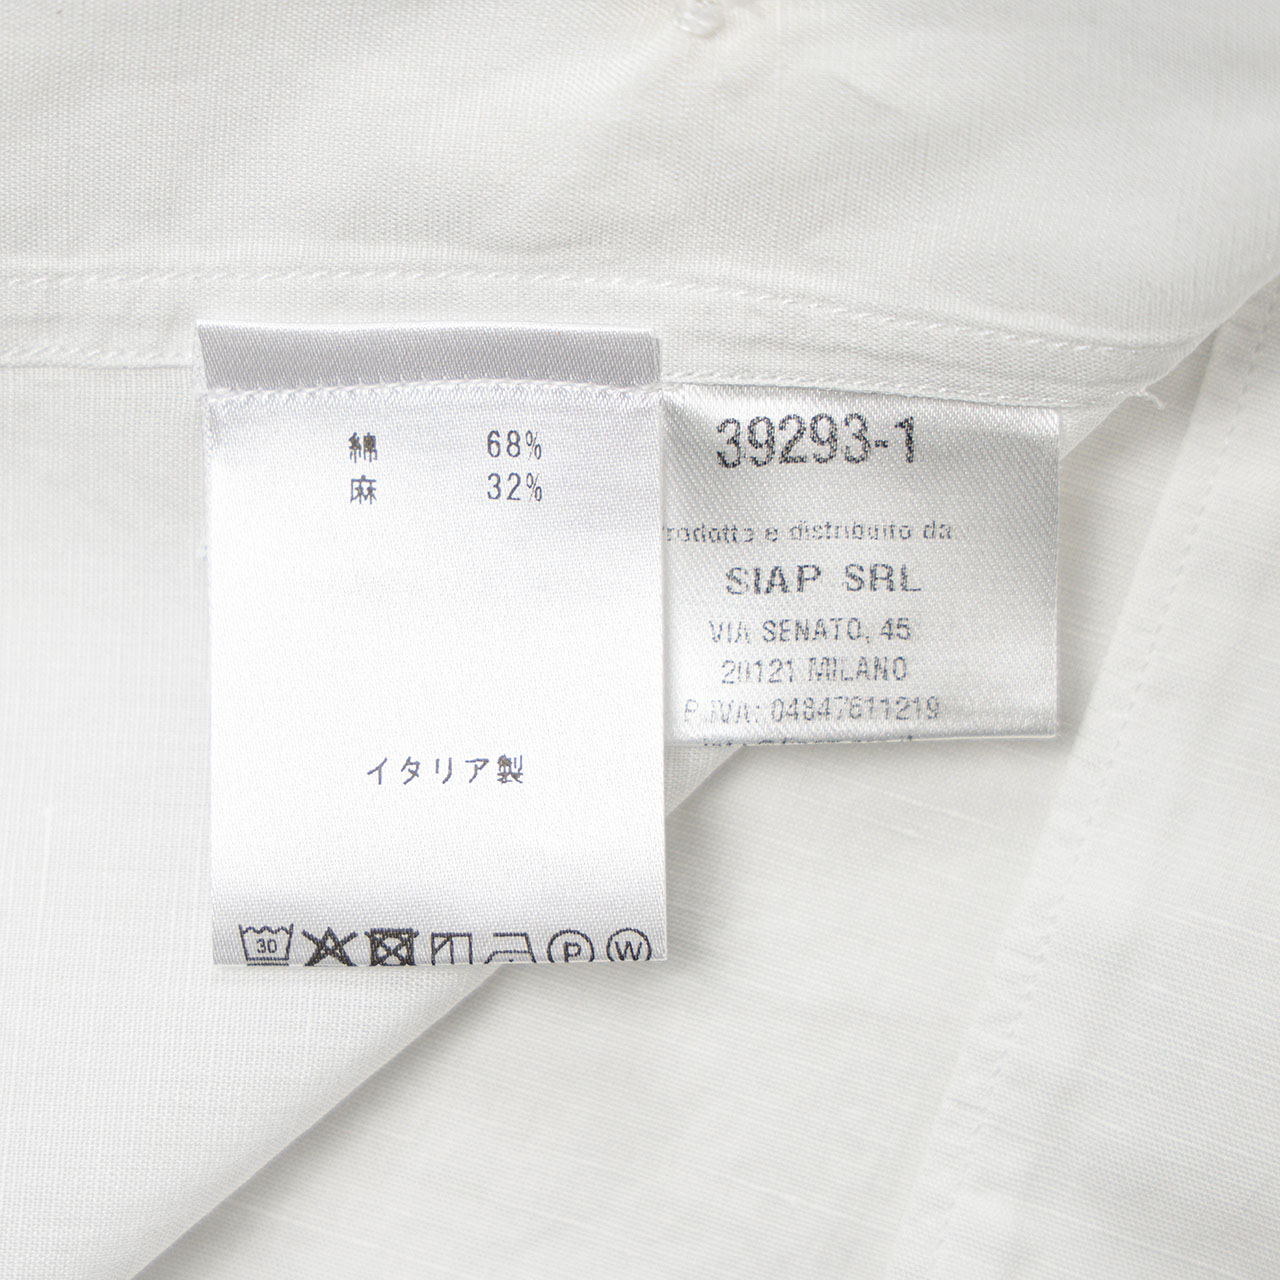 綿 68%
麻 32%
イタリア製
30
P W
39293-1
e distribuito da
SIAP SRL
VIA SENATO, 45
20121 MILANO
P.IVA: 04847611219